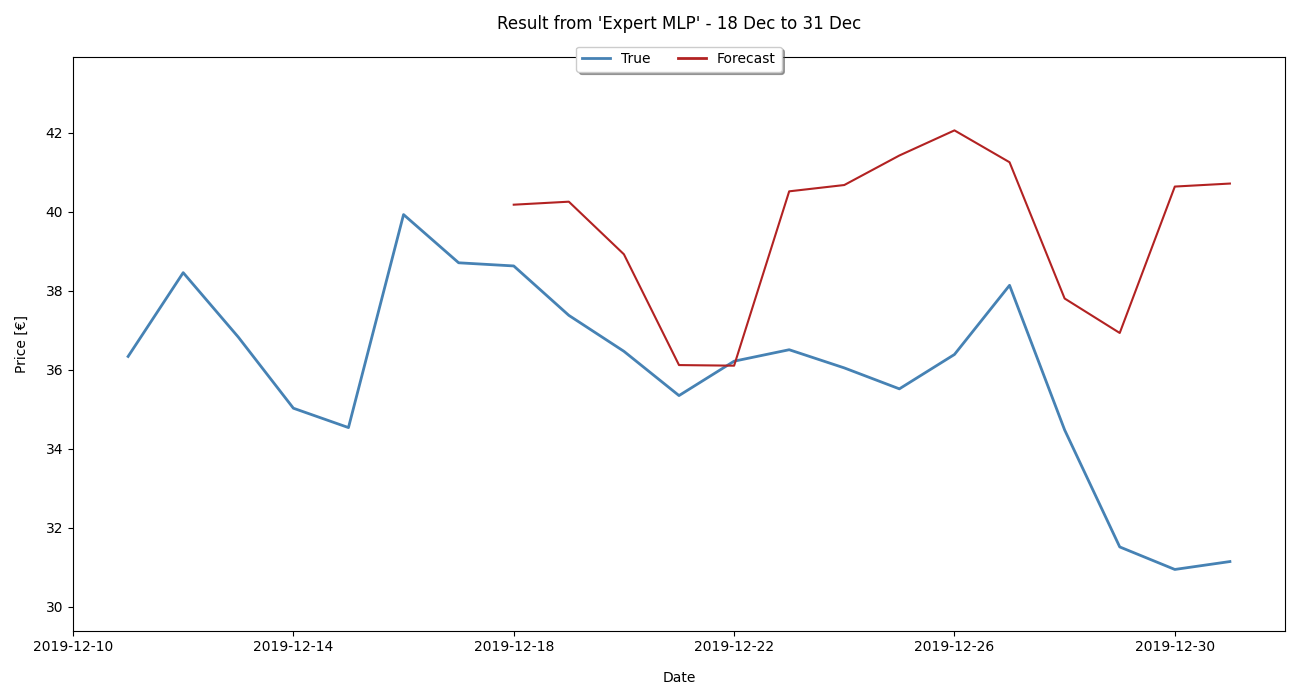 Result from 'Expert MLP' - 18 Dec to 31 Dec
True Forecast
42
40
38
36
34
32
30
Price [€]
2019-12-10 2019-12-14 2019-12-18 2019-12-22 2019-12-26 2019-12-30
Date